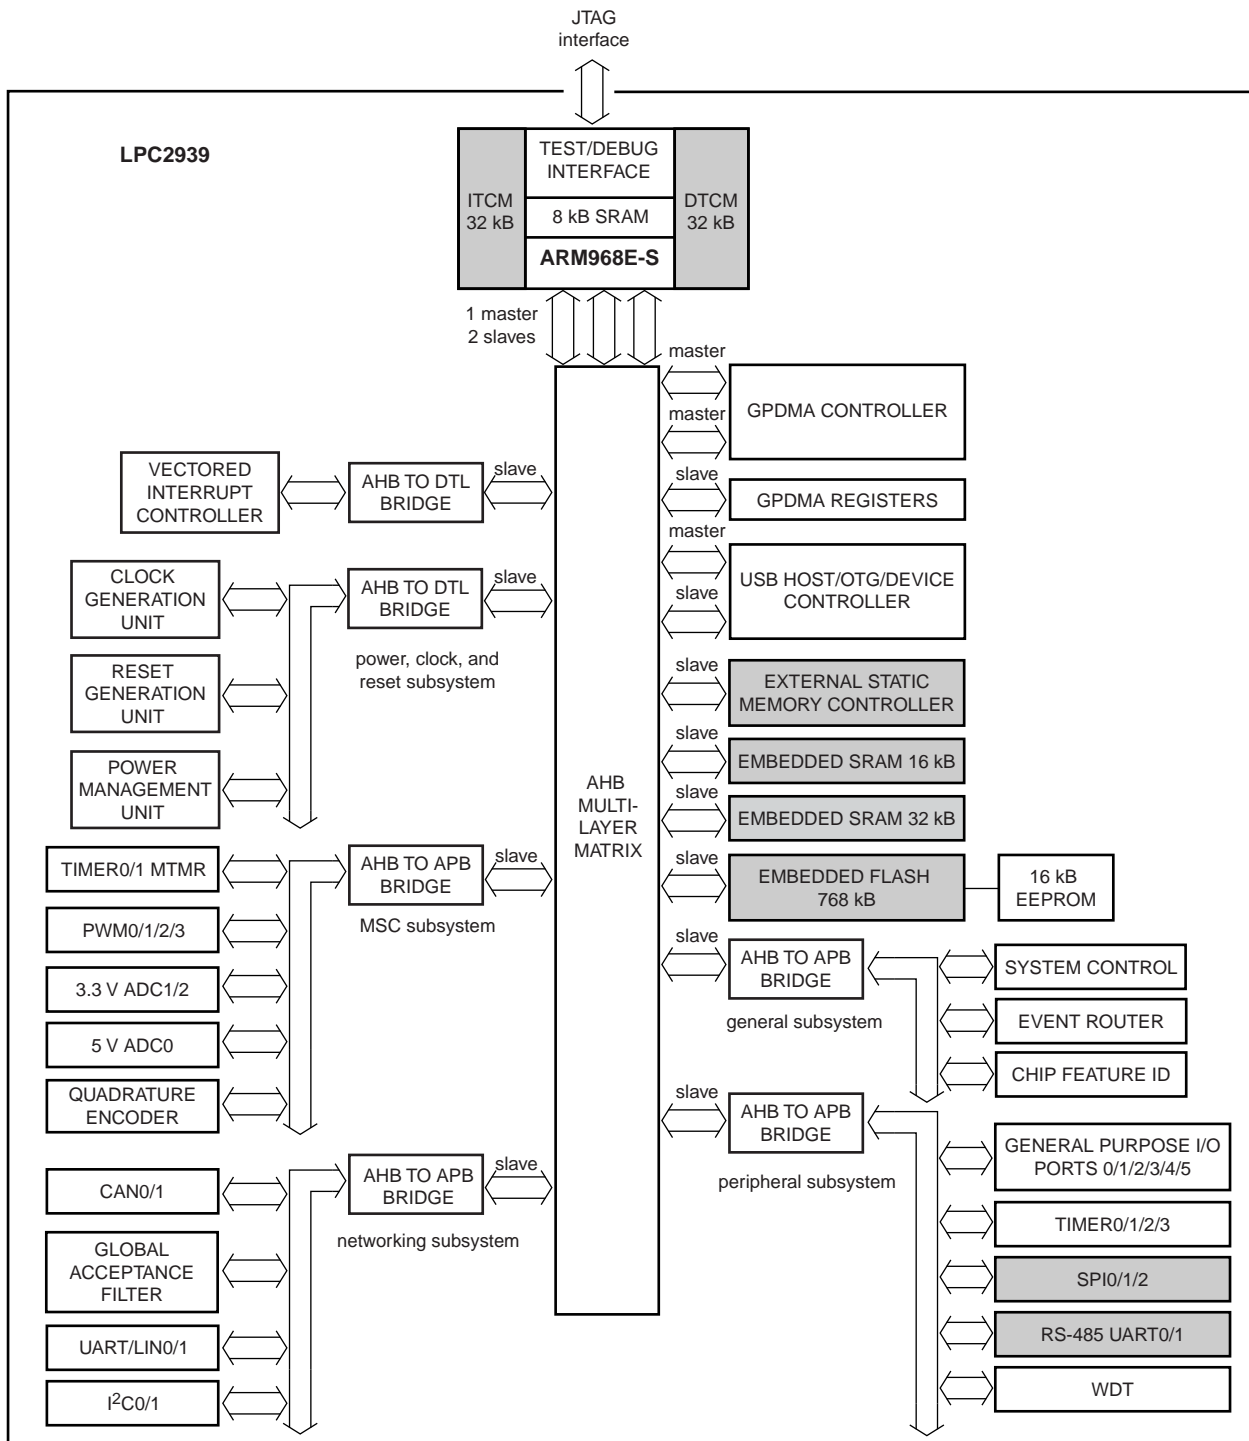 JTAG
interface
LPC2939
ITCM
32 kB
TEST/DEBUG
INTERFACE
8 kB SRAM
ARM968E-S
DTCM
32 kB
1 master
2 slaves
master
GPDMA CONTROLLER
master
VECTORED
INTERRUPT
CONTROLLER
AHB TO DTL
BRIDGE
slave
slave
GPDMA REGISTERS
master
USB HOST/OTG/DEVICE
CONTROLLER
slave
CLOCK
GENERATION
UNIT
AHB TO DTL
BRIDGE
slave
power, clock, and
reset subsystem
RESET
GENERATION
UNIT
POWER
MANAGEMENT
UNIT
slave
EXTERNAL STATIC
MEMORY CONTROLLER
slave
EMBEDDED SRAM 16 kB
AHB
MULTI-
LAYER
MATRIX
slave
EMBEDDED SRAM 32 kB
slave
EMBEDDED FLASH
768 kB
16 kB
EEPROM
TIMER0/1 MTMR
AHB TO APB
BRIDGE
slave
MSC subsystem
PWM0/1/2/3
3.3 V ADC1/2
5 V ADC0
QUADRATURE
ENCODER
slave
AHB TO APB
BRIDGE
general subsystem
SYSTEM CONTROL
EVENT ROUTER
CHIP FEATURE ID
slave
AHB TO APB
BRIDGE
peripheral subsystem
GENERAL PURPOSE I/O
PORTS 0/1/2/3/4/5
TIMER0/1/2/3
SPI0/1/2
RS-485 UART0/1
WDT
CAN0/1
AHB TO APB
BRIDGE
slave
networking subsystem
GLOBAL
ACCEPTANCE
FILTER
UART/LIN0/1
I²C0/1